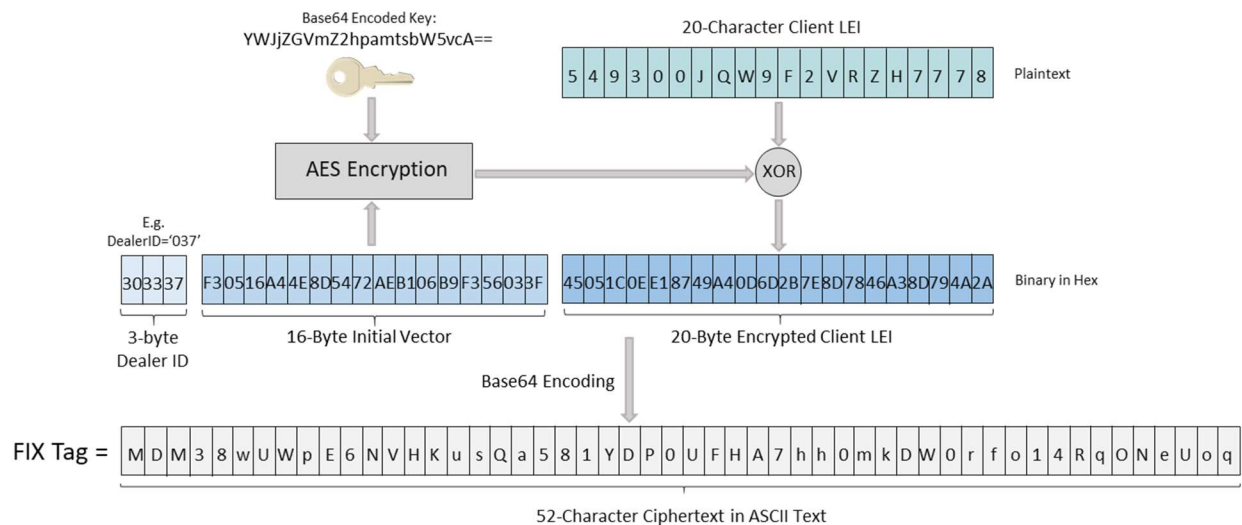 Base64 Encoded Key:
YWJjZGVmZ2hpamtsbW5vcA==
20-Character Client LEI
5 4 9 3 0 0 J Q W 9 F 2 V R Z H 7 7 7 8
Plaintext
AES Encryption
XOR
E.g.
DealerID='037'
30 33 37
F3 05 16 A4 4E 8D 54 72 AE B1 06 B9 F3 56 03 3F
45 05 1C 0E E1 87 49 A4 0D 6D 2B 7E 8D 78 46 A3 8D 79 4A 2A
Binary in Hex
3-byte
Dealer ID
16-Byte Initial Vector
20-Byte Encrypted Client LEI
Base64 Encoding
FIX Tag =
M D M 3 8 w U W p E 6 N V H K u s Q a 5 8 1 Y D P 0 U F H A 7 h h 0 m k D W 0 r f o 1 4 R q O N e U o q
52-Character Ciphertext in ASCII Text